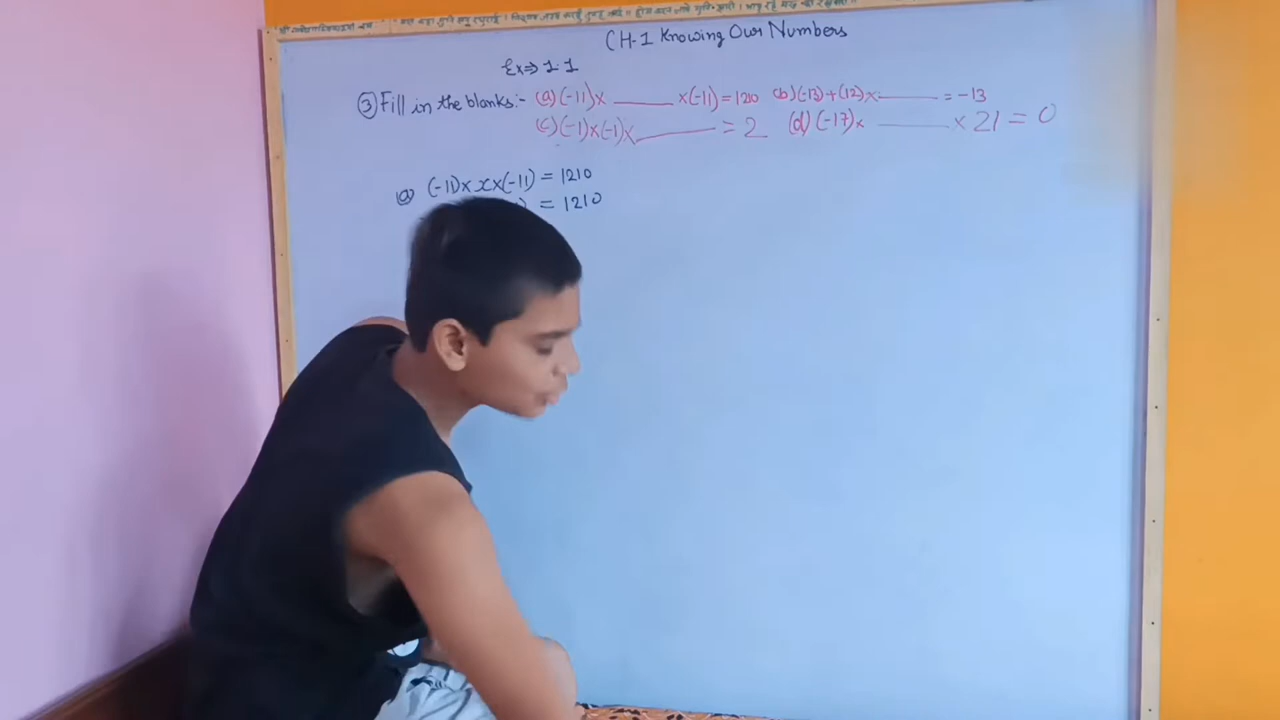 CH-1 Knowing Our Numbers
Ex⇒ 1.1
③ Fill in the blanks:- (a) (-11)x ______ x(-11)=1210 (b) (-13)+(12)x ______ = -13
(c) (-1)x(-1)x ______ = 2 (d) (-17)x ______ x 21 = 0
ⓐ (-11)x x x(-11) = 1210
= 1210